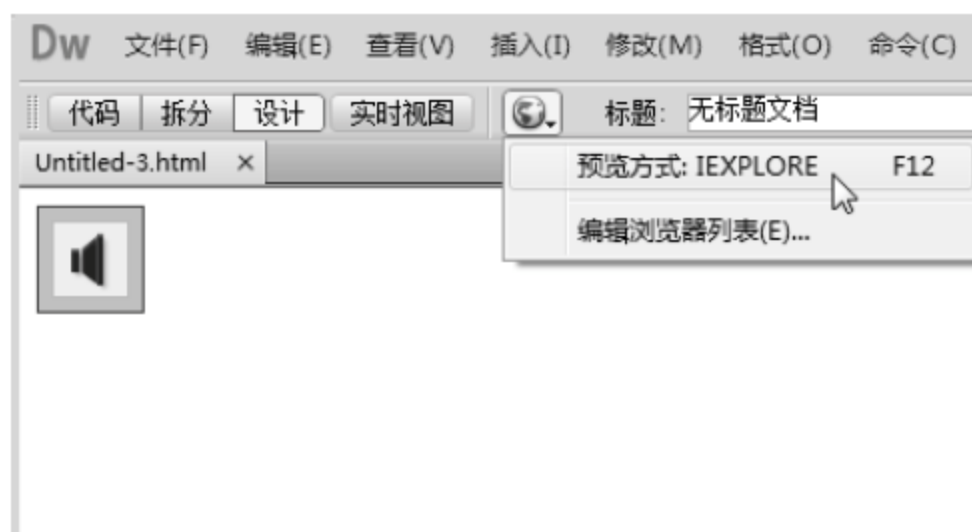 Dw 文件(F) 编辑(E) 查看(V) 插入(I) 修改(M) 格式(O) 命令(C)
代码 拆分 设计 实时视图 标题: 无标题文档
Untitled-3.html ×
预览方式: IEXPLORE F12
编辑浏览器列表(E)...